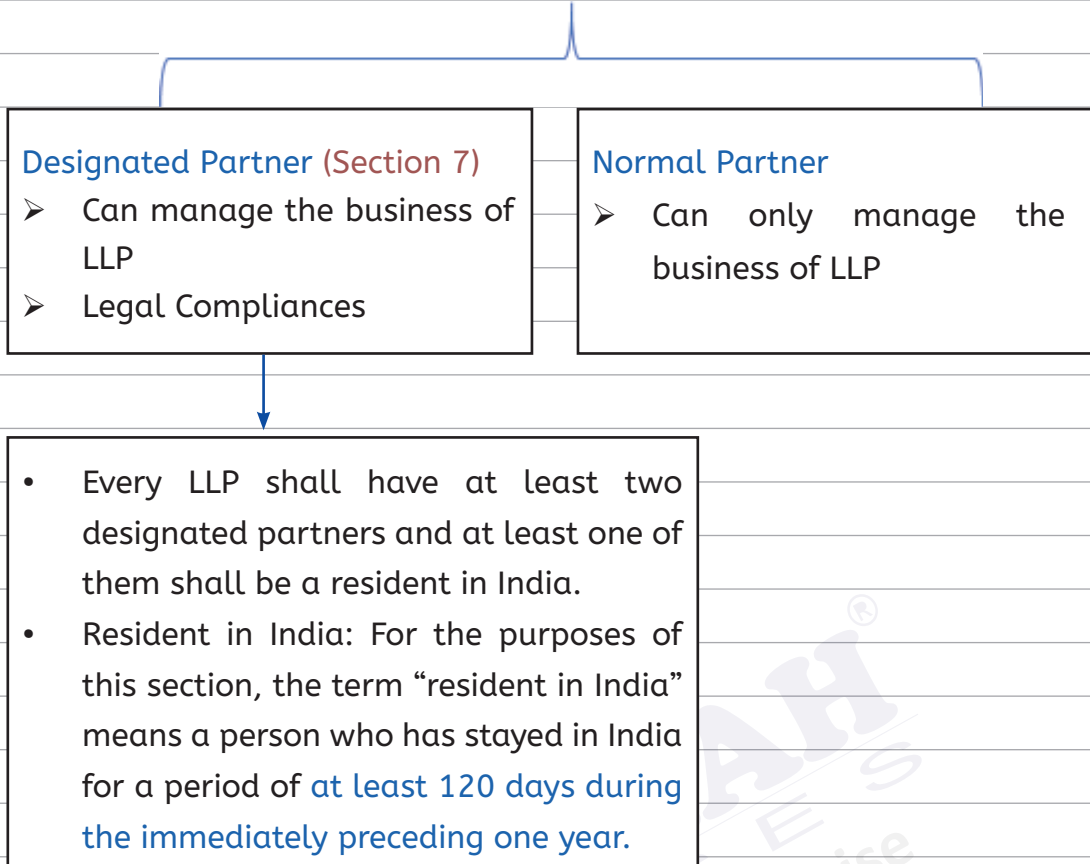 Designated Partner (Section 7)
➢ Can manage the business of
LLP
➢ Legal Compliances
Normal Partner
➢ Can only manage the
business of LLP
• Every LLP shall have at least two
designated partners and at least one of
them shall be a resident in India.
• Resident in India: For the purposes of
this section, the term “resident in India”
means a person who has stayed in India
for a period of at least 120 days during
the immediately preceding one year.
AH
®
E S
ise